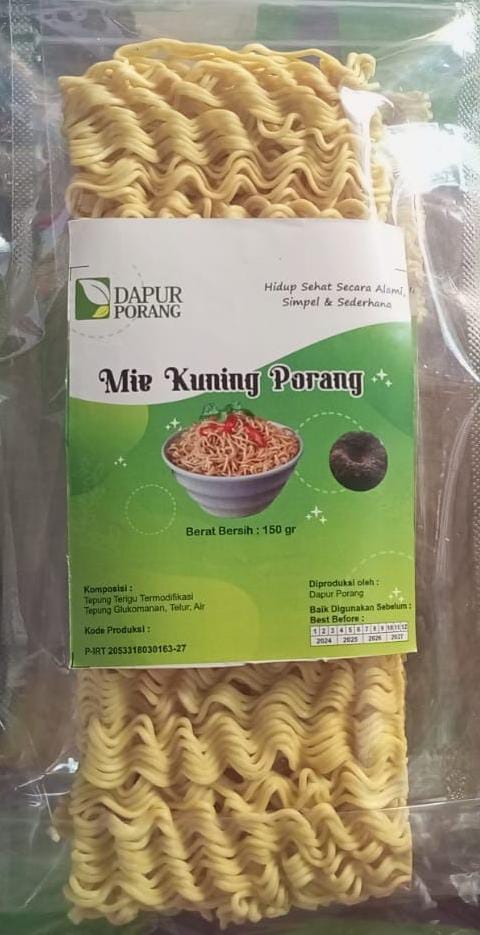 DAPUR
PORANG
Hidup Sehat Secara Alami,
Simpel & Sederhana
Mie Kuning Porang
Berat Bersih : 150 gr
Komposisi :
Tepung Terigu Termodifikasi
Tepung Glukomanan, Telur, Air
Kode Produksi :
P-IRT 2053318030163-27
Diproduksi oleh :
Dapur Porang
Baik Digunakan Sebelum :
Best Before :
1 2 3 4 5 6 7 8 9 10 11 12
2024 2025 2026 2027